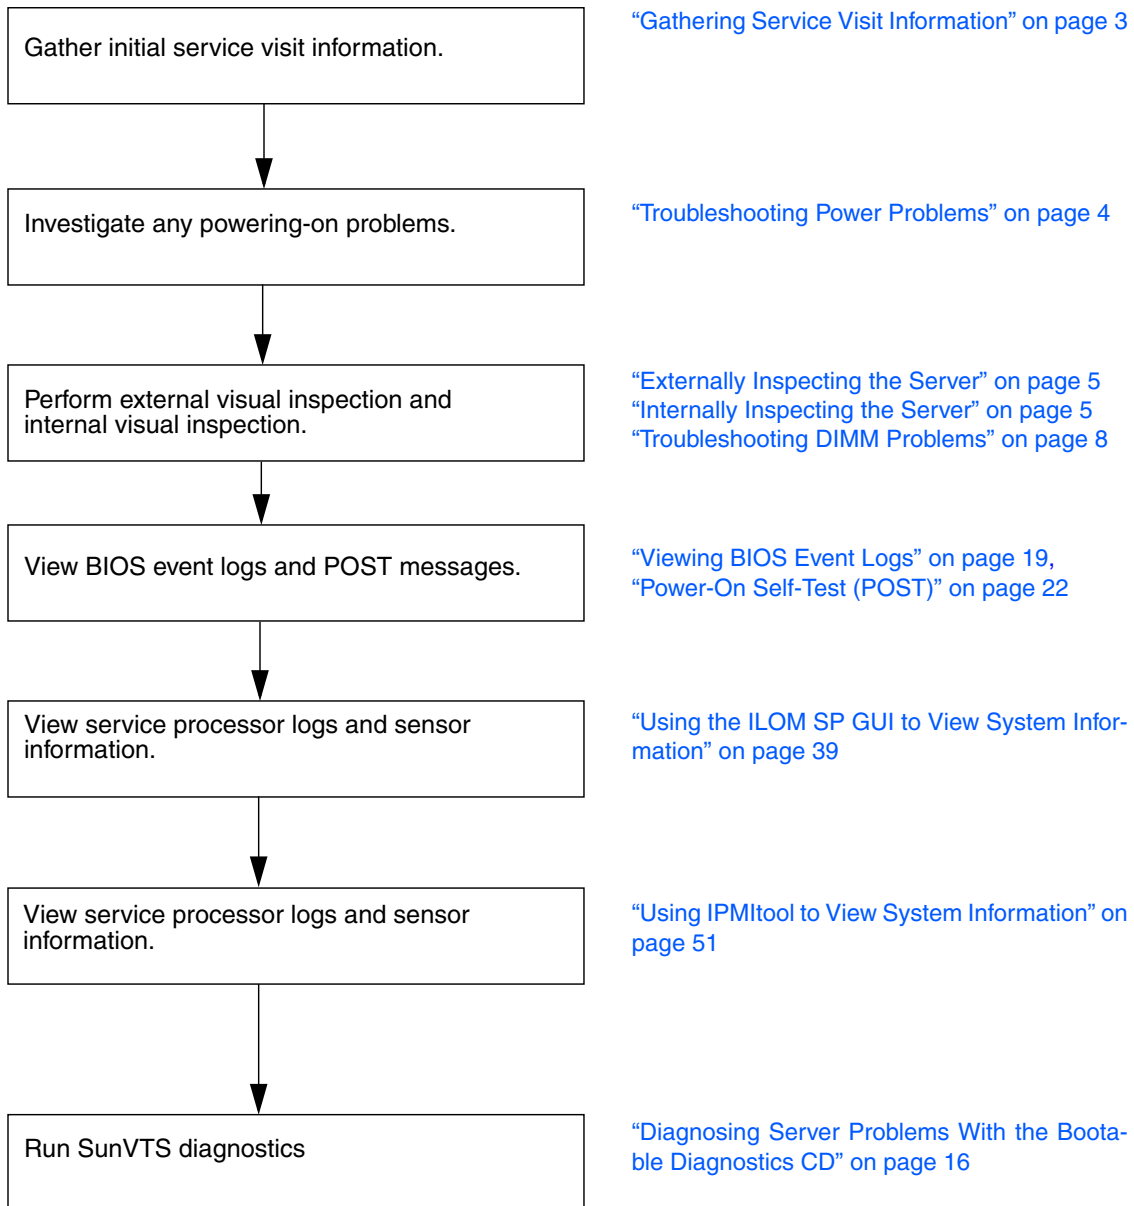 Gather initial service visit information.
“Gathering Service Visit Information” on page 3
Investigate any powering-on problems.
“Troubleshooting Power Problems” on page 4
Perform external visual inspection and
internal visual inspection.
“Externally Inspecting the Server” on page 5
“Internally Inspecting the Server” on page 5
“Troubleshooting DIMM Problems” on page 8
View BIOS event logs and POST messages.
“Viewing BIOS Event Logs” on page 19,
“Power-On Self-Test (POST)” on page 22
View service processor logs and sensor
information.
“Using the ILOM SP GUI to View System Infor-
mation” on page 39
View service processor logs and sensor
information.
“Using IPMItool to View System Information” on
page 51
Run SunVTS diagnostics
“Diagnosing Server Problems With the Boota-
ble Diagnostics CD” on page 16